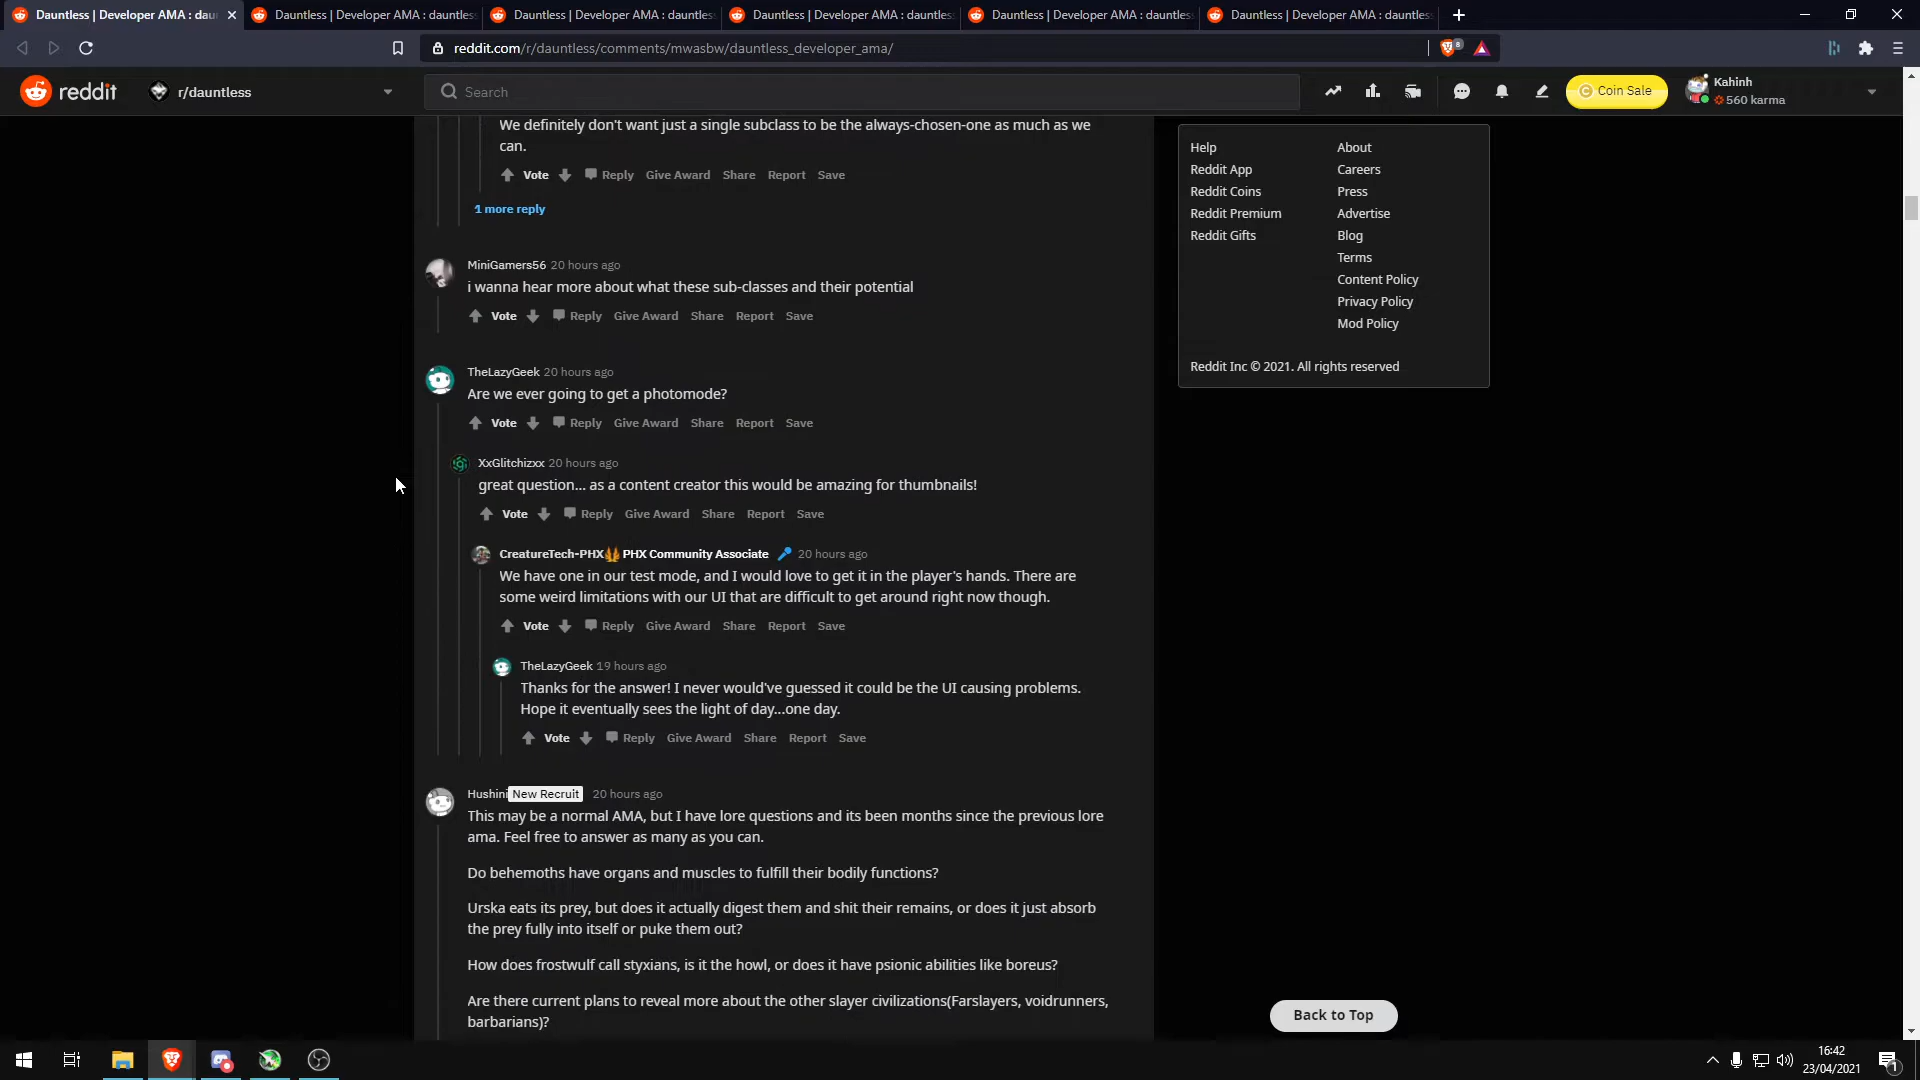 Dauntless | Developer AMA : dau
Dauntless | Developer AMA : dauntles
Dauntless | Developer AMA : dauntles
Dauntless | Developer AMA : dauntles
Dauntless | Developer AMA : dauntles
Dauntless | Developer AMA : dauntles
reddit.com/r/dauntless/comments/mwasbw/dauntless_developer_ama/
8
reddit
r/dauntless
Search
Coin Sale
Kahinh
560 karma
We definitely don't want just a single subclass to be the always-chosen-one as much as we
can.
Vote Reply Give Award Share Report Save
1 more reply
MiniGamers56 20 hours ago
i wanna hear more about what these sub-classes and their potential
Vote Reply Give Award Share Report Save
TheLazyGeek 20 hours ago
Are we ever going to get a photomode?
Vote Reply Give Award Share Report Save
XxGlitchizxx 20 hours ago
great question... as a content creator this would be amazing for thumbnails!
Vote Reply Give Award Share Report Save
CreatureTech-PHX PHX Community Associate 20 hours ago
We have one in our test mode, and I would love to get it in the player's hands. There are
some weird limitations with our UI that are difficult to get around right now though.
Vote Reply Give Award Share Report Save
TheLazyGeek 19 hours ago
Thanks for the answer! I never would've guessed it could be the UI causing problems.
Hope it eventually sees the light of day...one day.
Vote Reply Give Award Share Report Save
Hushini New Recruit 20 hours ago
This may be a normal AMA, but I have lore questions and its been months since the previous lore
ama. Feel free to answer as many as you can.
Do behemoths have organs and muscles to fulfill their bodily functions?
Urska eats its prey, but does it actually digest them and shit their remains, or does it just absorb
the prey fully into itself or puke them out?
How does frostwulf call styxians, is it the howl, or does it have psionic abilities like boreus?
Are there current plans to reveal more about the other slayer civilizations(Farslayers, voidrunners,
barbarians)?
Help About
Reddit App Careers
Reddit Coins Press
Reddit Premium Advertise
Reddit Gifts Blog
Terms
Content Policy
Privacy Policy
Mod Policy
Reddit Inc © 2021. All rights reserved
Back to Top
16:42
23/04/2021
1